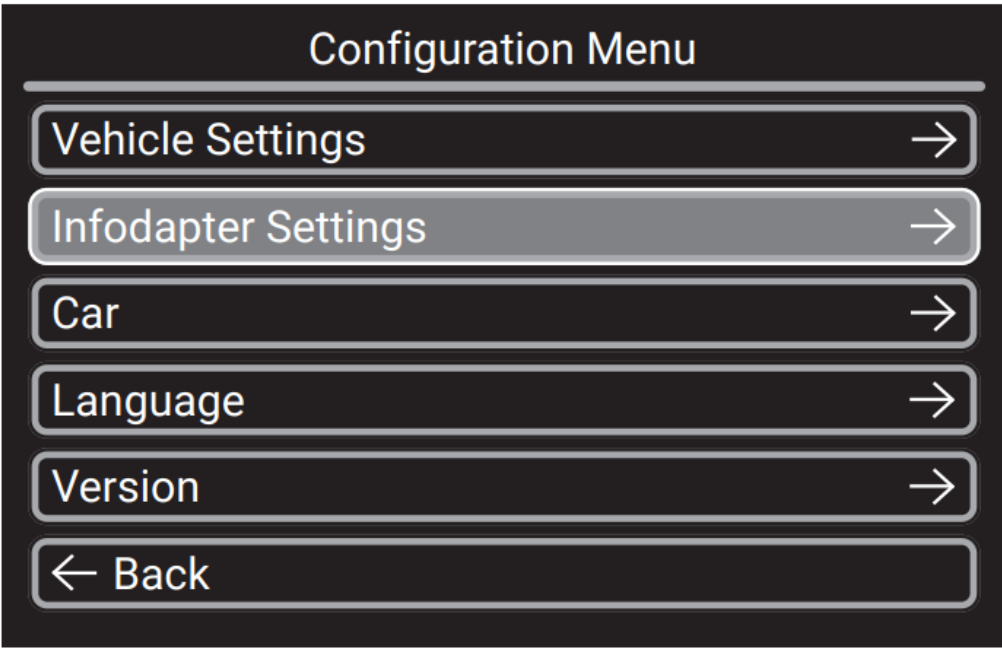 Configuration Menu
Vehicle Settings
Infodapter Settings
Car
Language
Version
Back